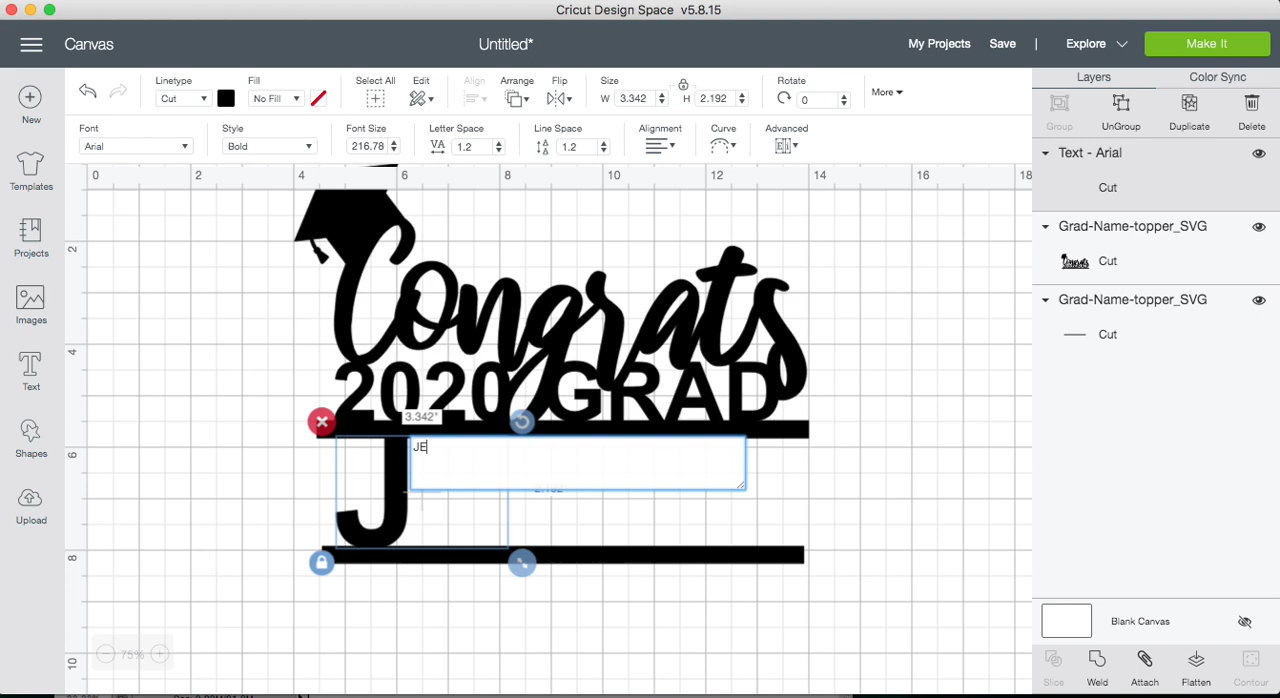 Cricut Design Space v5.8.15
Canvas
Untitled*
My Projects Save | Explore Make It
Linetype Fill Select All Edit Align Arrange Flip Size Rotate
Cut No Fill W 3.342 H 2.192 0 More
Font Style Font Size Letter Space Line Space Alignment Curve Advanced
Arial Bold 216.78 VA 1.2 1.2
Layers Color Sync
Group UnGroup Duplicate Delete
New
Templates
Projects
Images
Text
Shapes
Upload
0 2 4 6 8 10 12 14 16 18
2
4
6
8
10
Congrats
2020 GRAD
3.342"
JE
J
75%
Text - Arial
Cut
Grad-Name-topper_SVG
Congrats Cut
Grad-Name-topper_SVG
Cut
Blank Canvas
Slice Weld Attach Flatten Contour